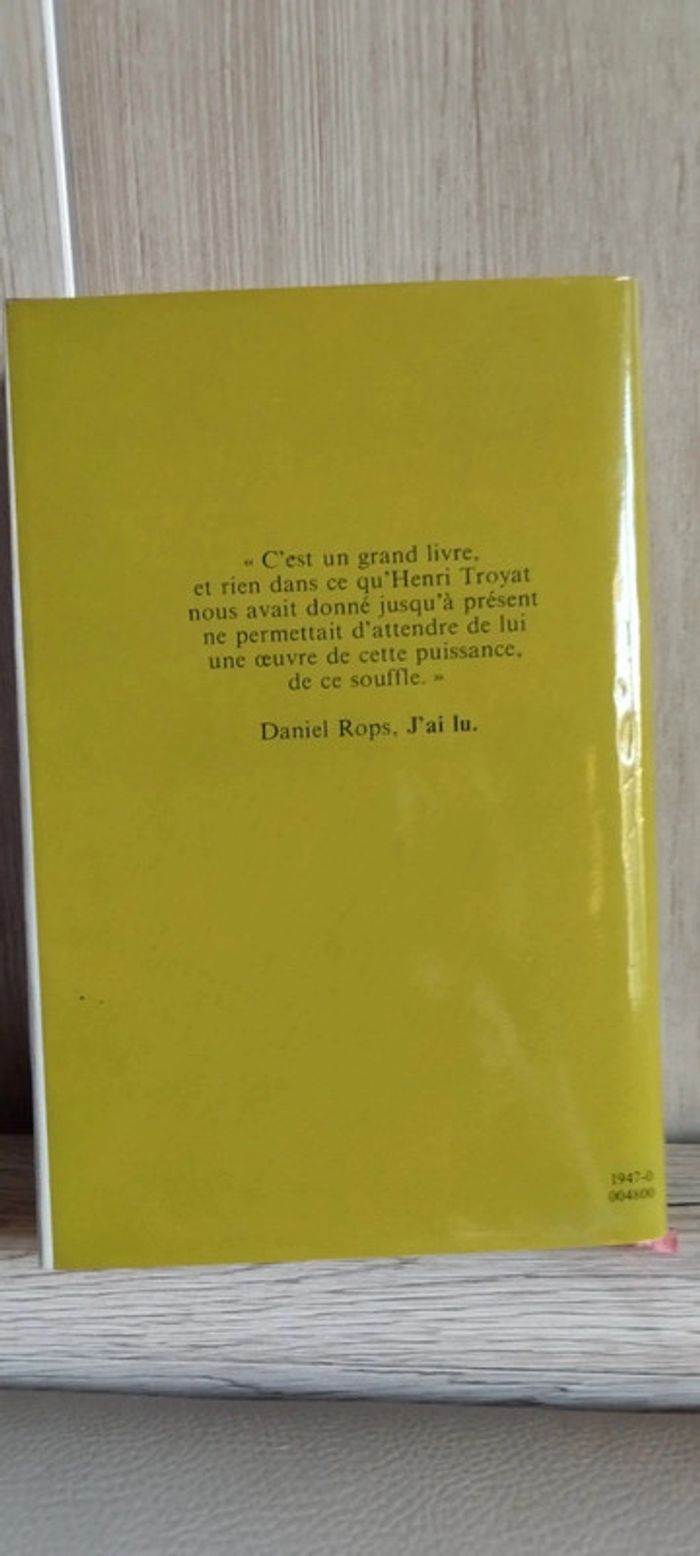 « C'est un grand livre,
et rien dans ce qu'Henri Troyat
nous avait donné jusqu'à présent
ne permettait d'attendre de lui
une œuvre de cette puissance,
de ce souffle. »
Daniel Rops, J'ai lu.
1947-0
004800